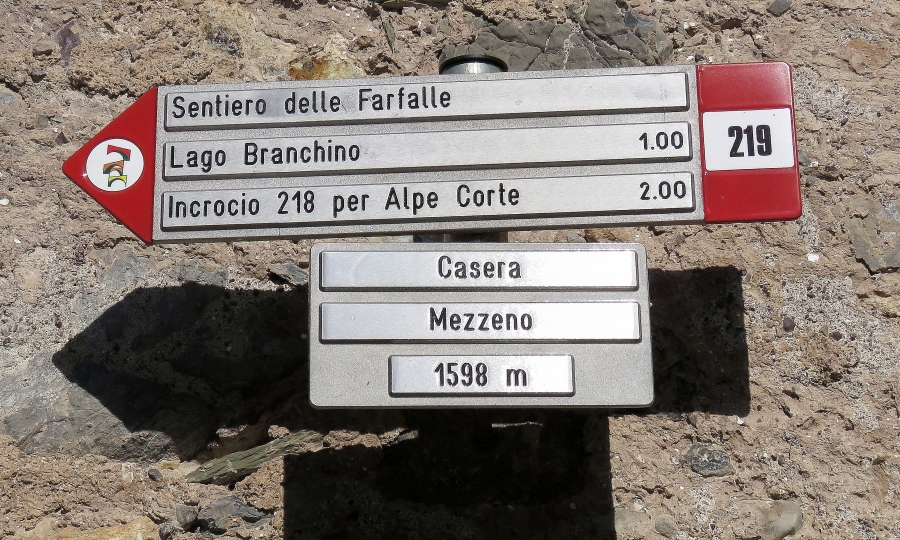 Sentiero delle Farfalle
Lago Branchino 1.00
Incrocio 218 per Alpe Corte 2.00
219
Casera
Mezzeno
1598 m